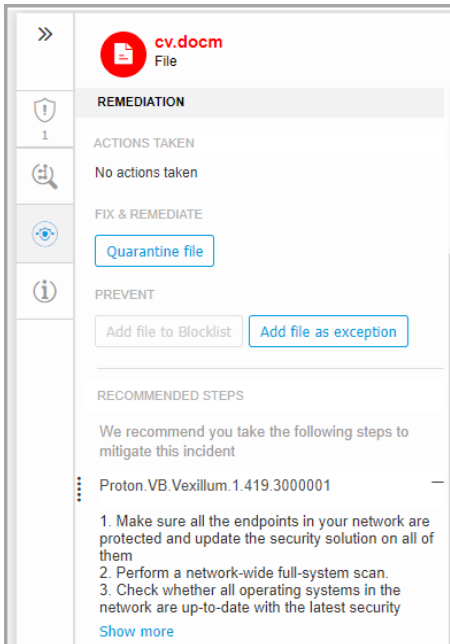 cv.docm
File
REMEDIATION
1
ACTIONS TAKEN
No actions taken
FIX & REMEDIATE
Quarantine file
PREVENT
Add file to Blocklist Add file as exception
RECOMMENDED STEPS
We recommend you take the following steps to
mitigate this incident
Proton.VB.Vexillum.1.419.3000001
1. Make sure all the endpoints in your network are
protected and update the security solution on all of
them
2. Perform a network-wide full-system scan.
3. Check whether all operating systems in the
network are up-to-date with the latest security
Show more